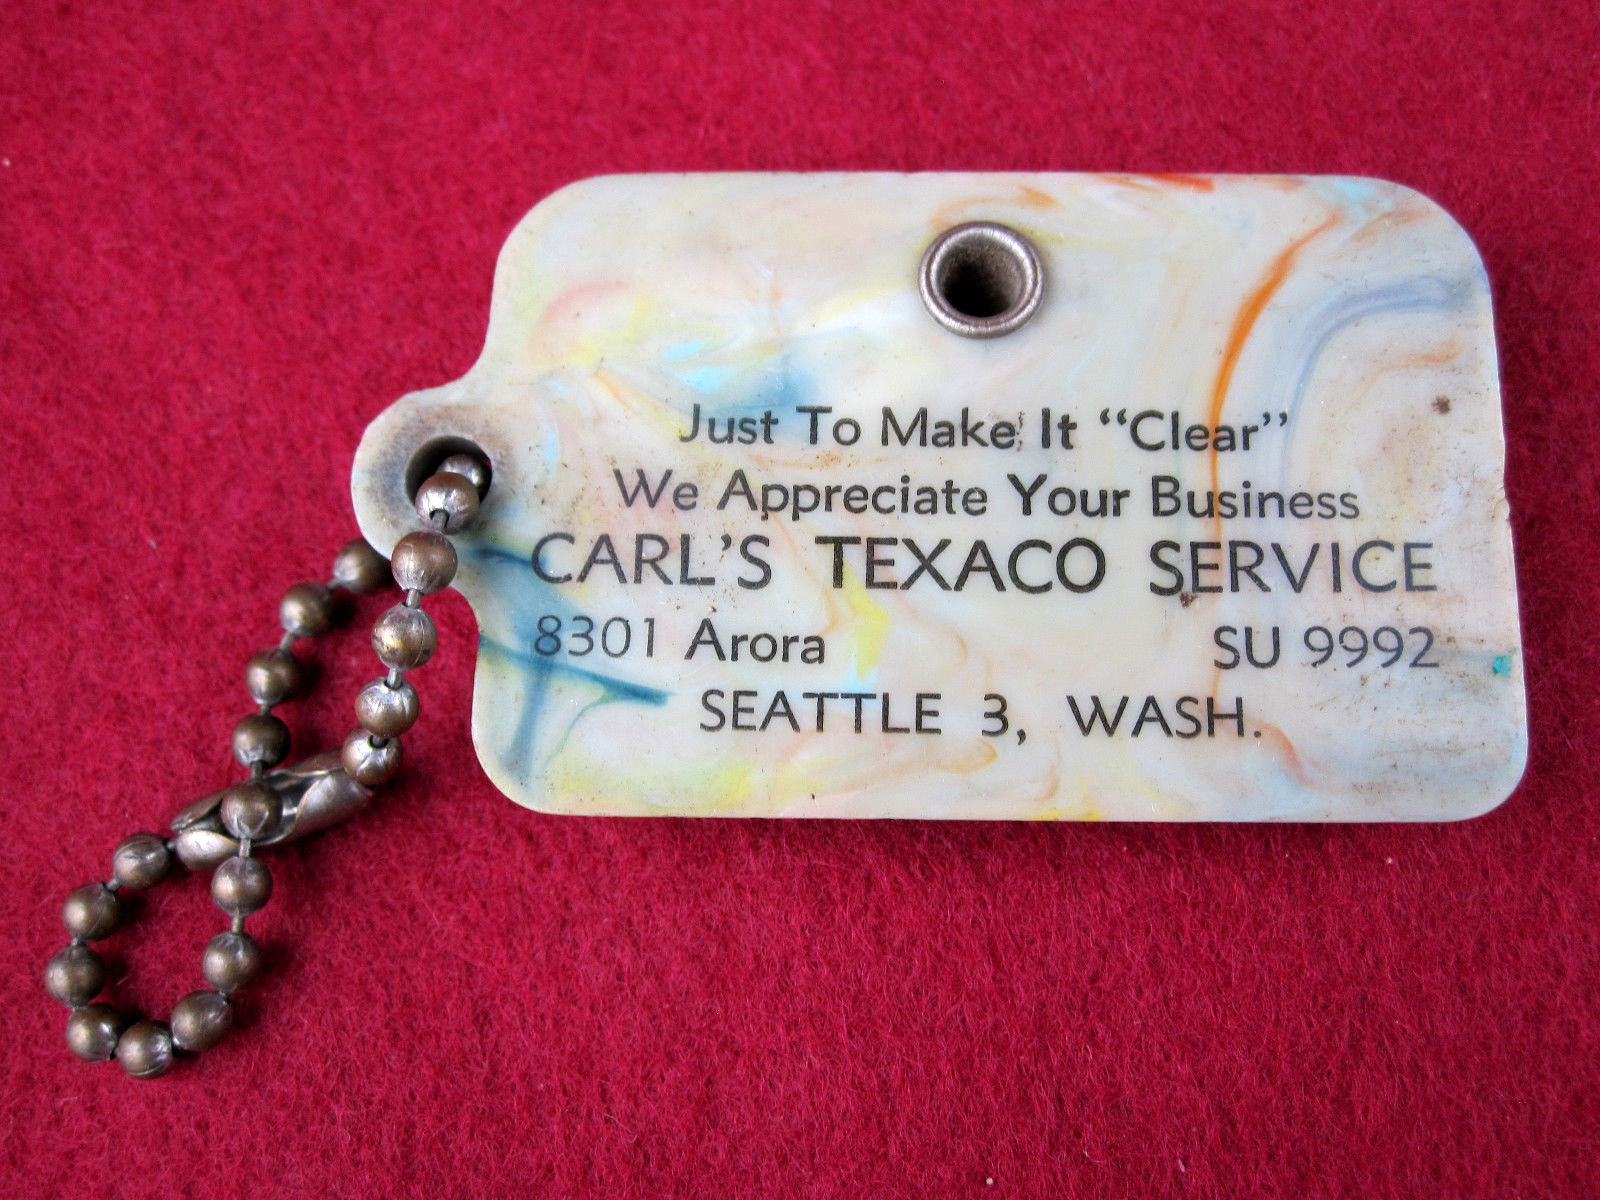 Just To Make It “Clear”
We Appreciate Your Business
CARL'S TEXACO SERVICE
8301 Arora SU 9992
SEATTLE 3, WASH.